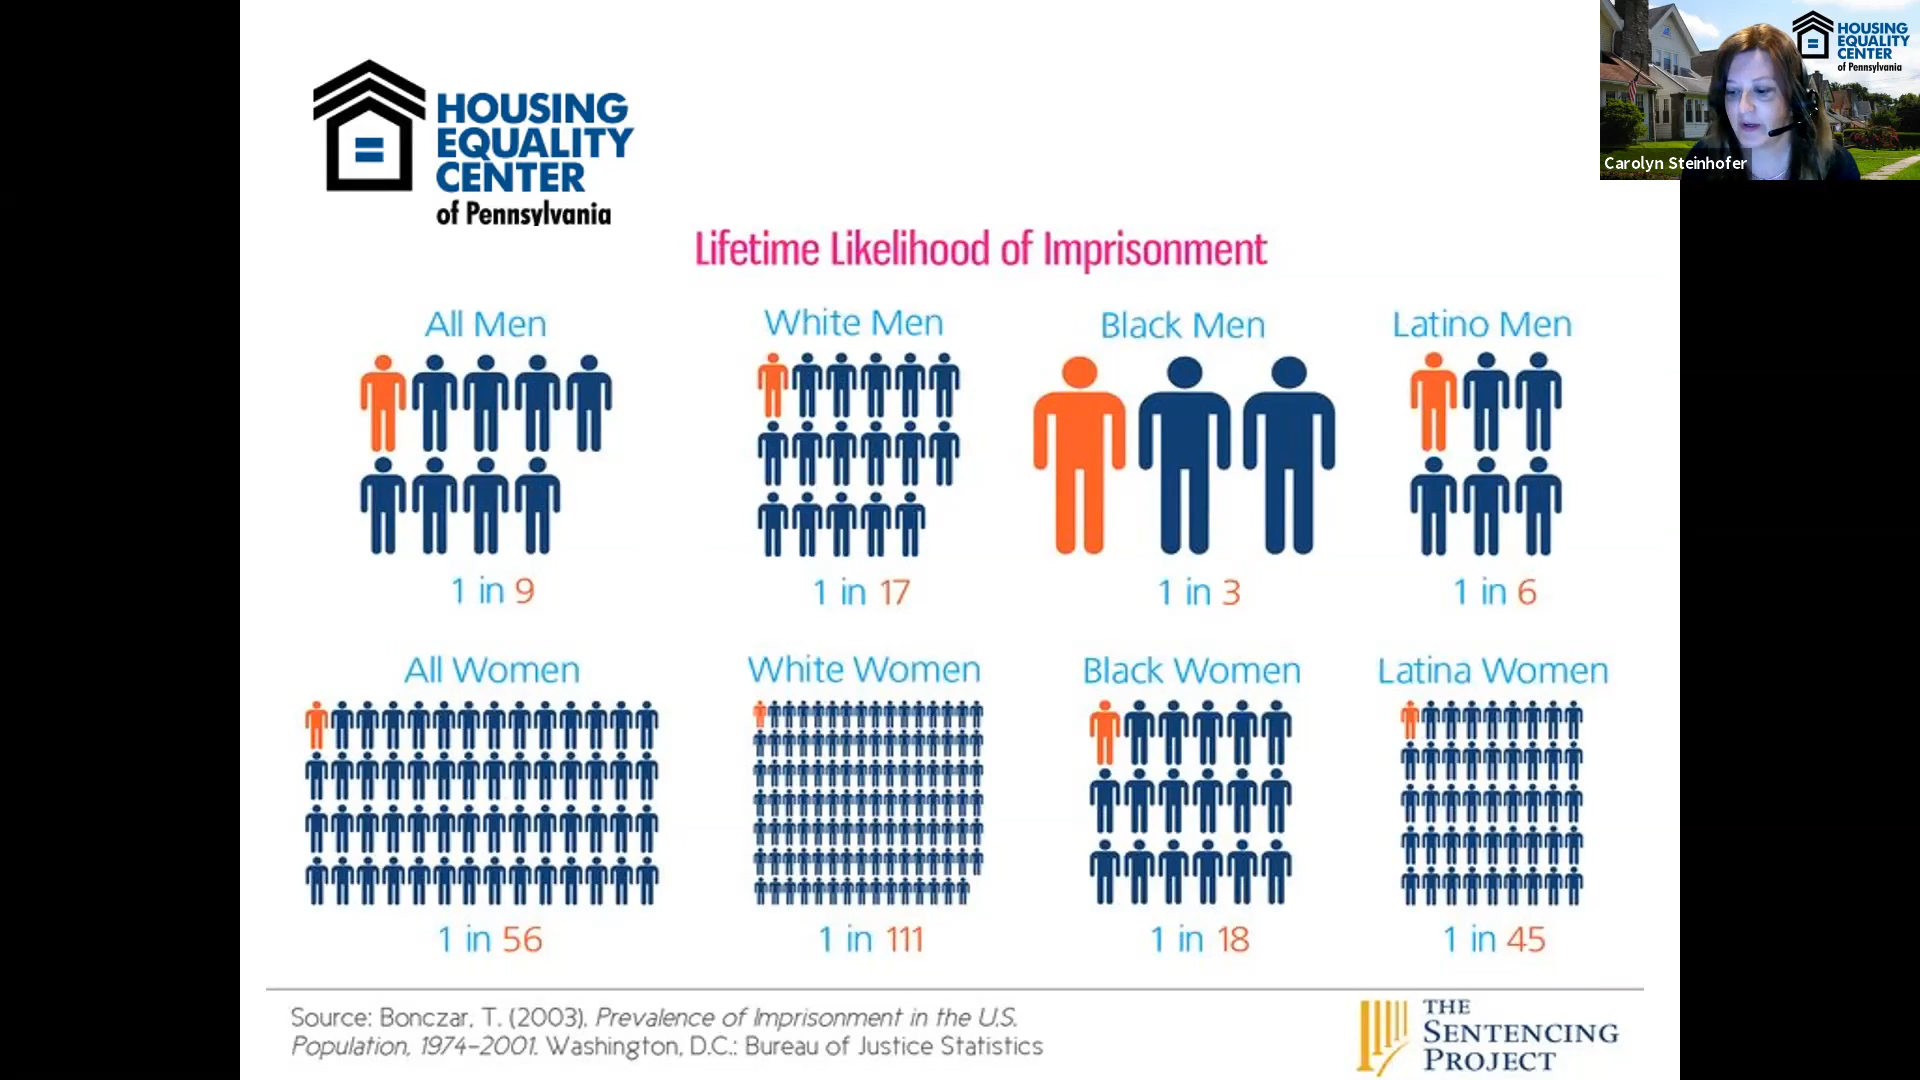 HOUSING
EQUALITY
CENTER
of Pennsylvania
HOUSING
EQUALITY
CENTER
of Pennsylvania
Carolyn Steinhofer
Lifetime Likelihood of Imprisonment
All Men
White Men
Black Men
Latino Men
1 in 9
1 in 17
1 in 3
1 in 6
All Women
White Women
Black Women
Latina Women
1 in 56
1 in 111
1 in 18
1 in 45
Source: Bonczar, T. (2003). Prevalence of Imprisonment in the U.S.
Population, 1974–2001. Washington, D.C.: Bureau of Justice Statistics
THE
SENTENCING
PROJECT